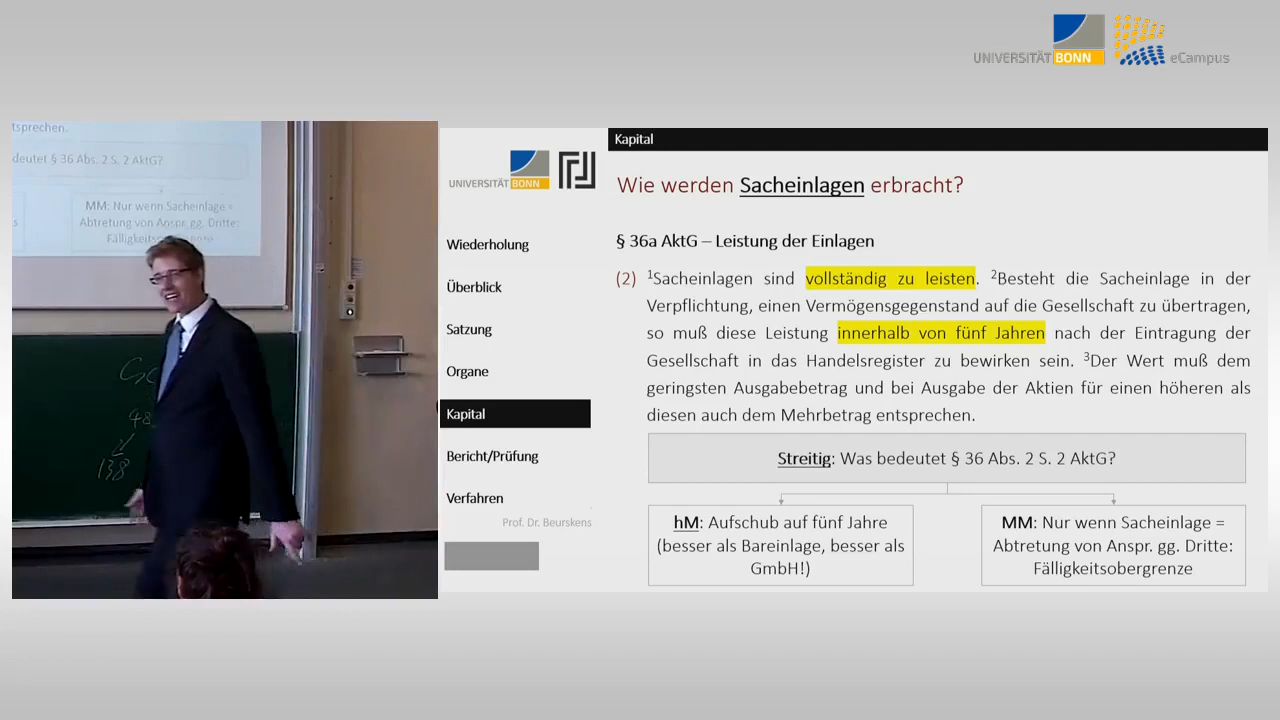 UNIVERSITÄT BONN
eCampus
tsprechen.
deutet § 36 Abs. 2 S. 2 AktG?
MM: Nur wenn Sacheinlage =
Abtretung von Anspr. gg. Dritte:
48
138
UNIVERSITÄT BONN
Wiederholung
Überblick
Satzung
Organe
Kapital
Bericht/Prüfung
Verfahren
Prof. Dr. Beurskens
Kapital
Wie werden Sacheinlagen erbracht?
§ 36a AktG – Leistung der Einlagen
(2) 1Sacheinlagen sind vollständig zu leisten. 2Besteht die Sacheinlage in der
Verpflichtung, einen Vermögensgegenstand auf die Gesellschaft zu übertragen,
so muß diese Leistung innerhalb von fünf Jahren nach der Eintragung der
Gesellschaft in das Handelsregister zu bewirken sein. 3Der Wert muß dem
geringsten Ausgabebetrag und bei Ausgabe der Aktien für einen höheren als
diesen auch dem Mehrbetrag entsprechen.
Streitig: Was bedeutet § 36 Abs. 2 S. 2 AktG?
hM: Aufschub auf fünf Jahre
(besser als Bareinlage, besser als
GmbH!)
MM: Nur wenn Sacheinlage =
Abtretung von Anspr. gg. Dritte:
Fälligkeitsobergrenze